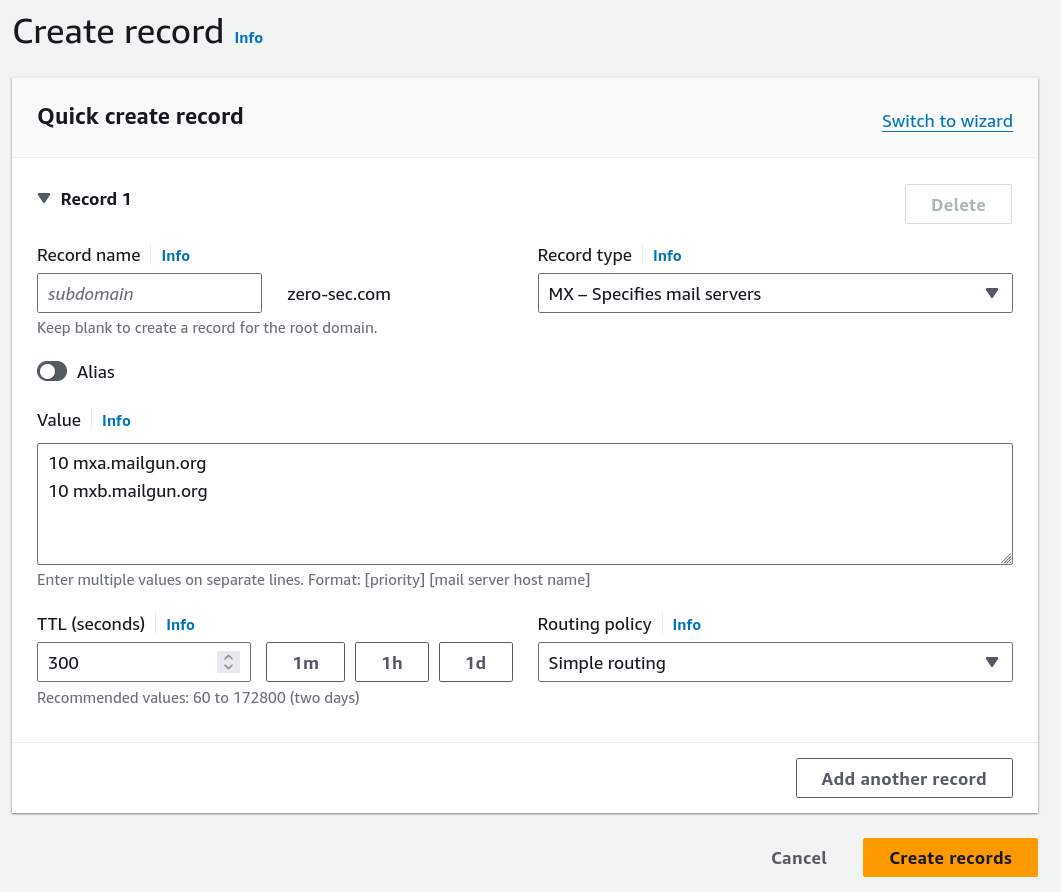 Create record Info
Quick create record
Switch to wizard
Record 1
Delete
Record name Info
Record type Info
subdomain zero-sec.com
MX – Specifies mail servers
Keep blank to create a record for the root domain.
Alias
Value Info
10 mxa.mailgun.org
10 mxb.mailgun.org
Enter multiple values on separate lines. Format: [priority] [mail server host name]
TTL (seconds) Info
Routing policy Info
300 1m 1h 1d
Simple routing
Recommended values: 60 to 172800 (two days)
Add another record
Cancel Create records